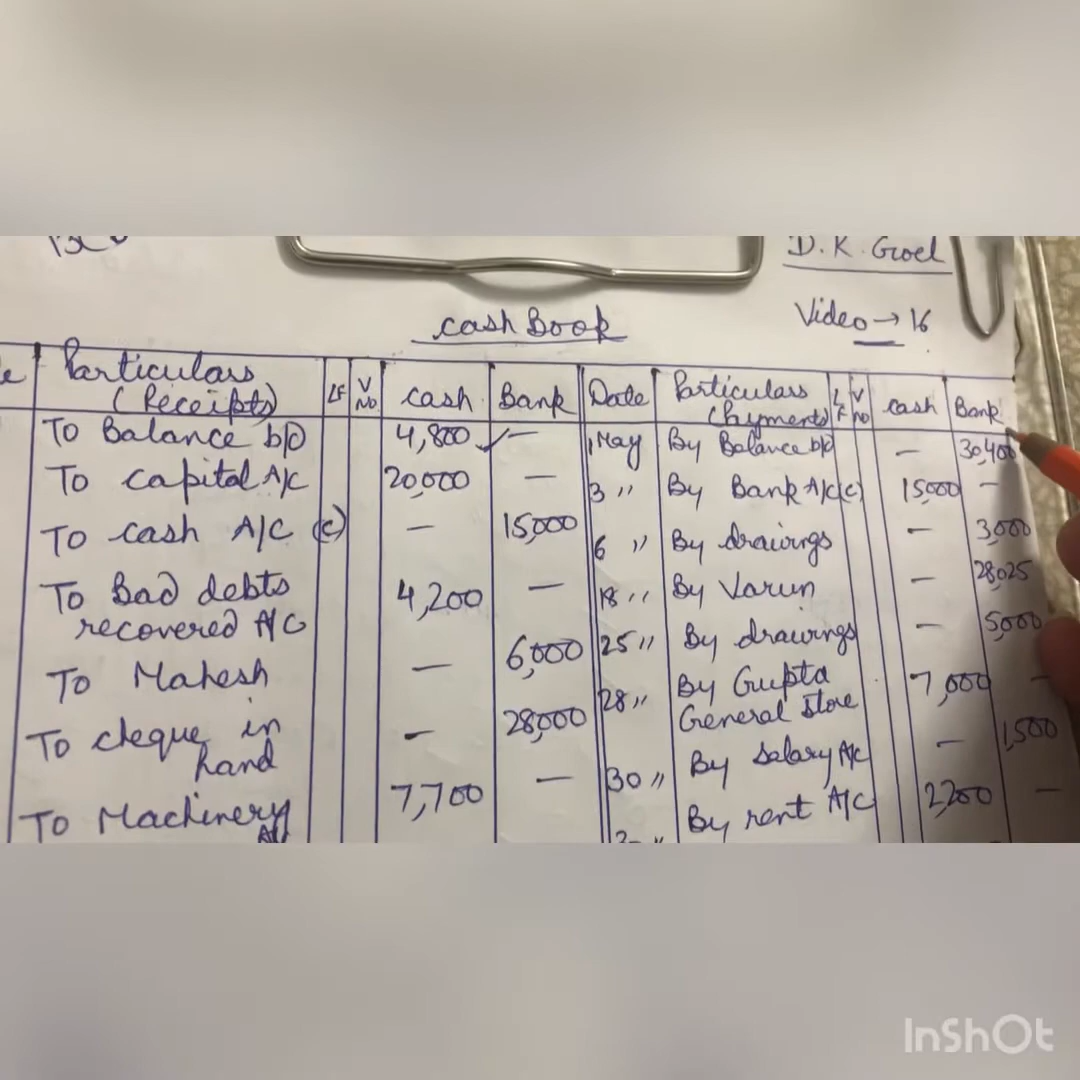 D. K. Goel
Video → 16
Cash Book
Particulars (Receipts) LF V No Cash Bank Date Particulars (Payments) LF V no Cash Bank
To Balance b/d 4,800 ✓ — 1, May By Balance b/d — 30,400
To Capital A/C 20,000 — 3 " By Bank A/C (c) 15,000 —
To Cash A/C (c) — 15,000 6 " By drawings — 3,000
To Bad debts recovered A/C 4,200 — 18 " By Varun — 28,025
To Mahesh — 6,000 25 " By drawings — 5,000
To cheque in hand — 28,000 28 " By Gupta General store 7,000 —
To Machinery A/ 7,700 — 30 " By Salary A/C — 1,500
By rent A/C 2,200 —
InShOt